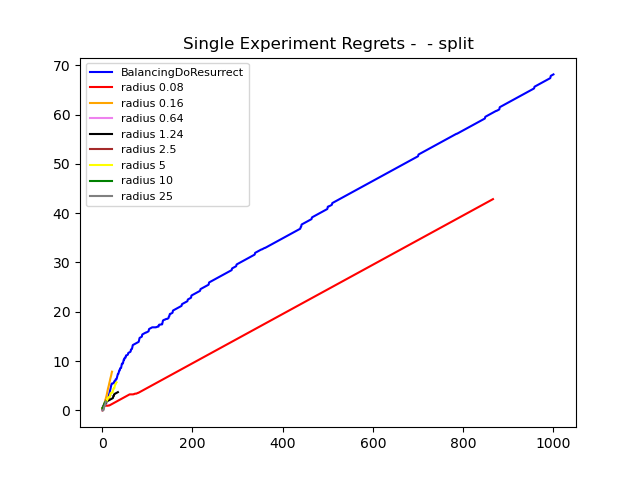 Single Experiment Regrets -  - split
BalancingDoResurrect
radius 0.08
radius 0.16
radius 0.64
radius 1.24
radius 2.5
radius 5
radius 10
radius 25
70
60
50
40
30
20
10
0
0 200 400 600 800 1000